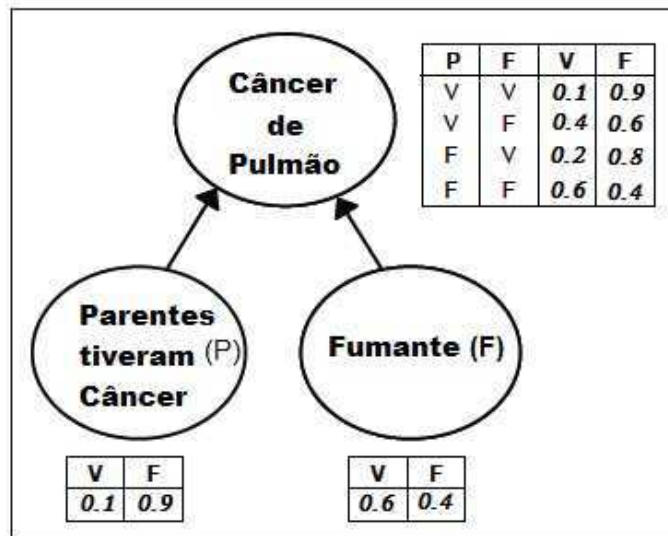 Câncer
de
Pulmão
P F V F
V V 0.1 0.9
V F 0.4 0.6
F V 0.2 0.8
F F 0.6 0.4
Parentes
tiveram (P)
Câncer
Fumante (F)
V F
0.1 0.9
V F
0.6 0.4